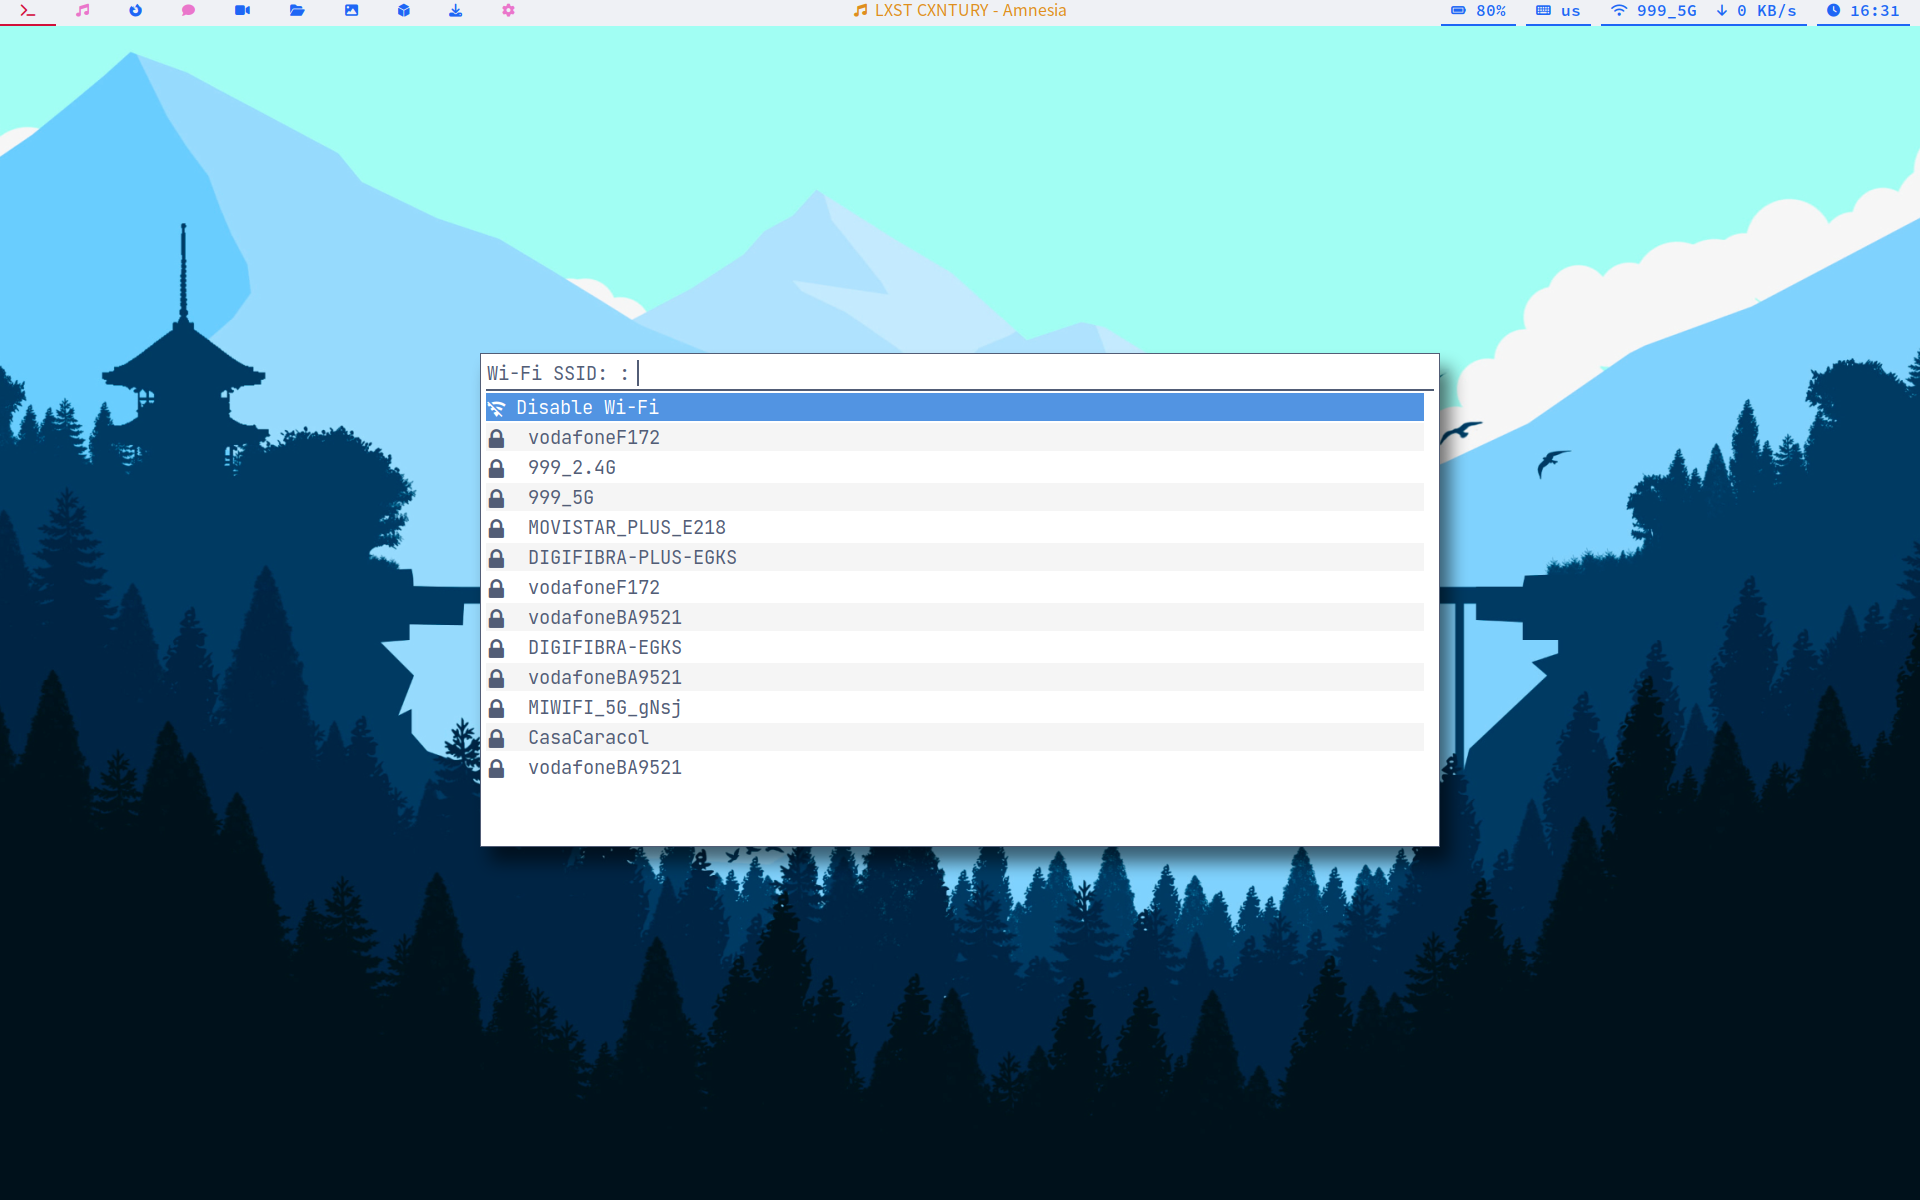 LXST CXNTURY - Amnesia
80%
us
999_5G
0 KB/s
16:31
Wi-Fi SSID: :
Disable Wi-Fi
vodafoneF172
999_2.4G
999_5G
MOVISTAR_PLUS_E218
DIGIFIBRA-PLUS-EGKS
vodafoneF172
vodafoneBA9521
DIGIFIBRA-EGKS
vodafoneBA9521
MIWIFI_5G_gNsj
CasaCaracol
vodafoneBA9521